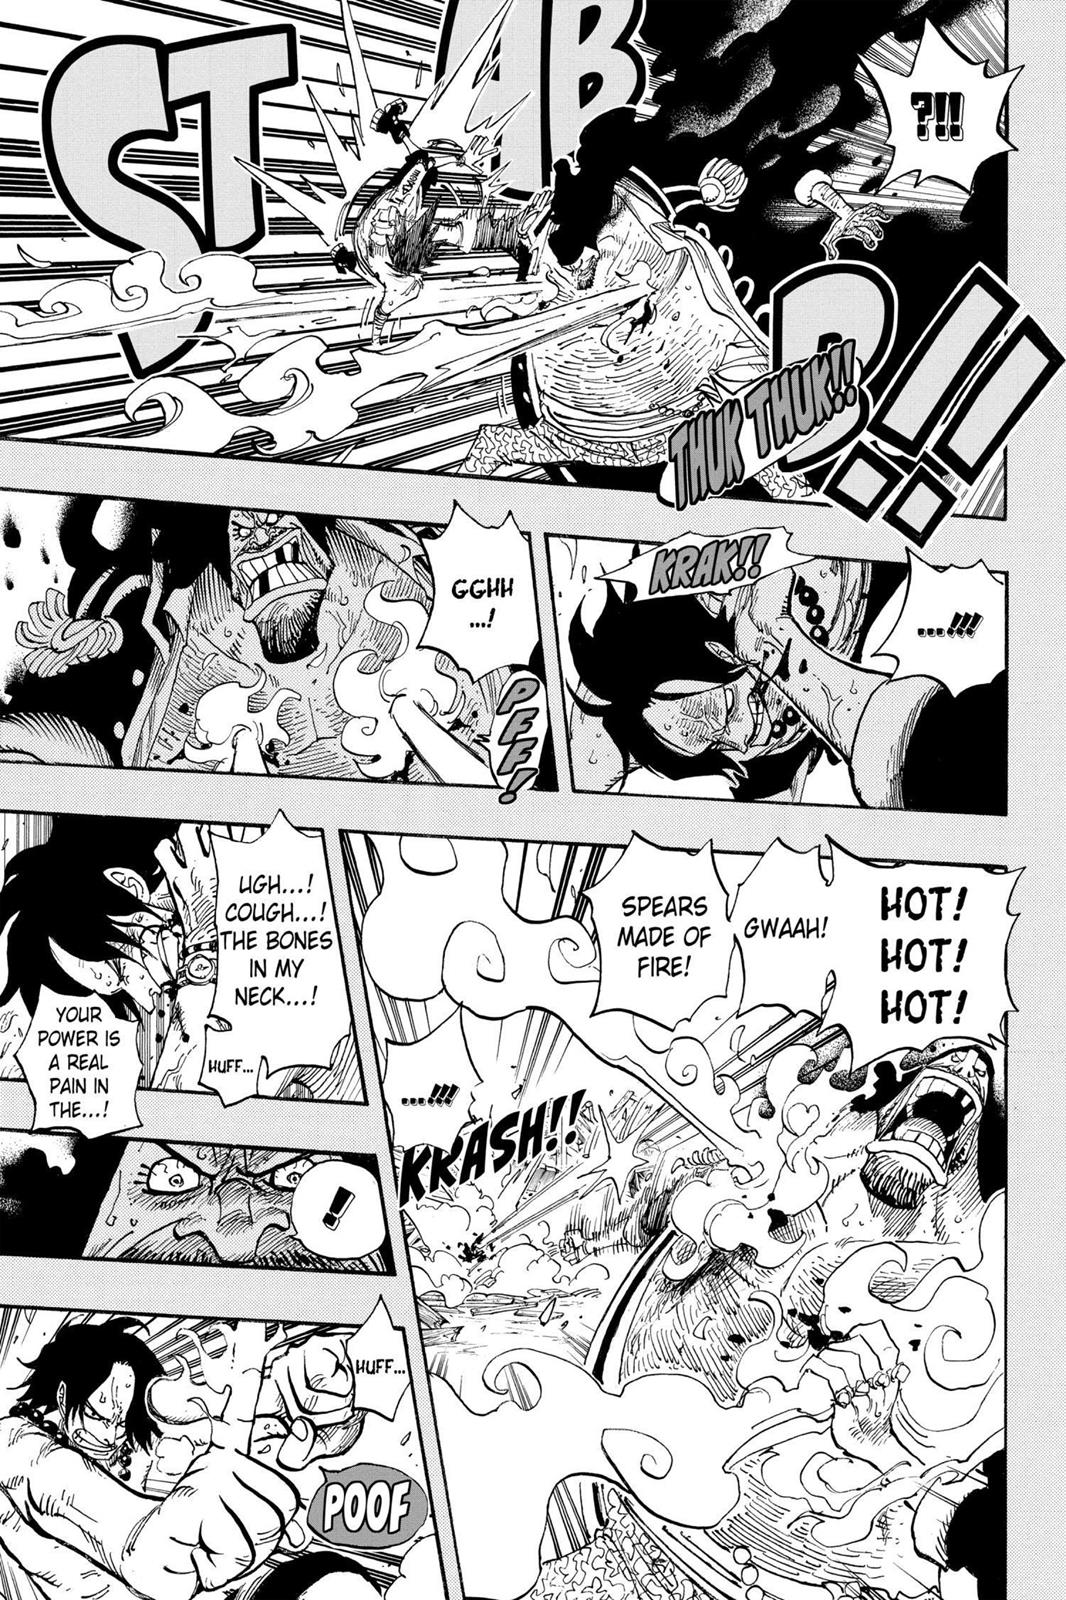 ?!!
STABB!!
THUK THUK!!
...!!!
KRAK!!
GGHH
...!
PFF!
HOT!
HOT!
HOT!
GWAAH!
SPEARS
MADE OF
FIRE!
...!!!
KRASH!!
UGH...!
COUGH...!
THE BONES
IN MY
NECK...!
HUFF...
YOUR
POWER IS
A REAL
PAIN IN
THE...!
!
HUFF...
POOF